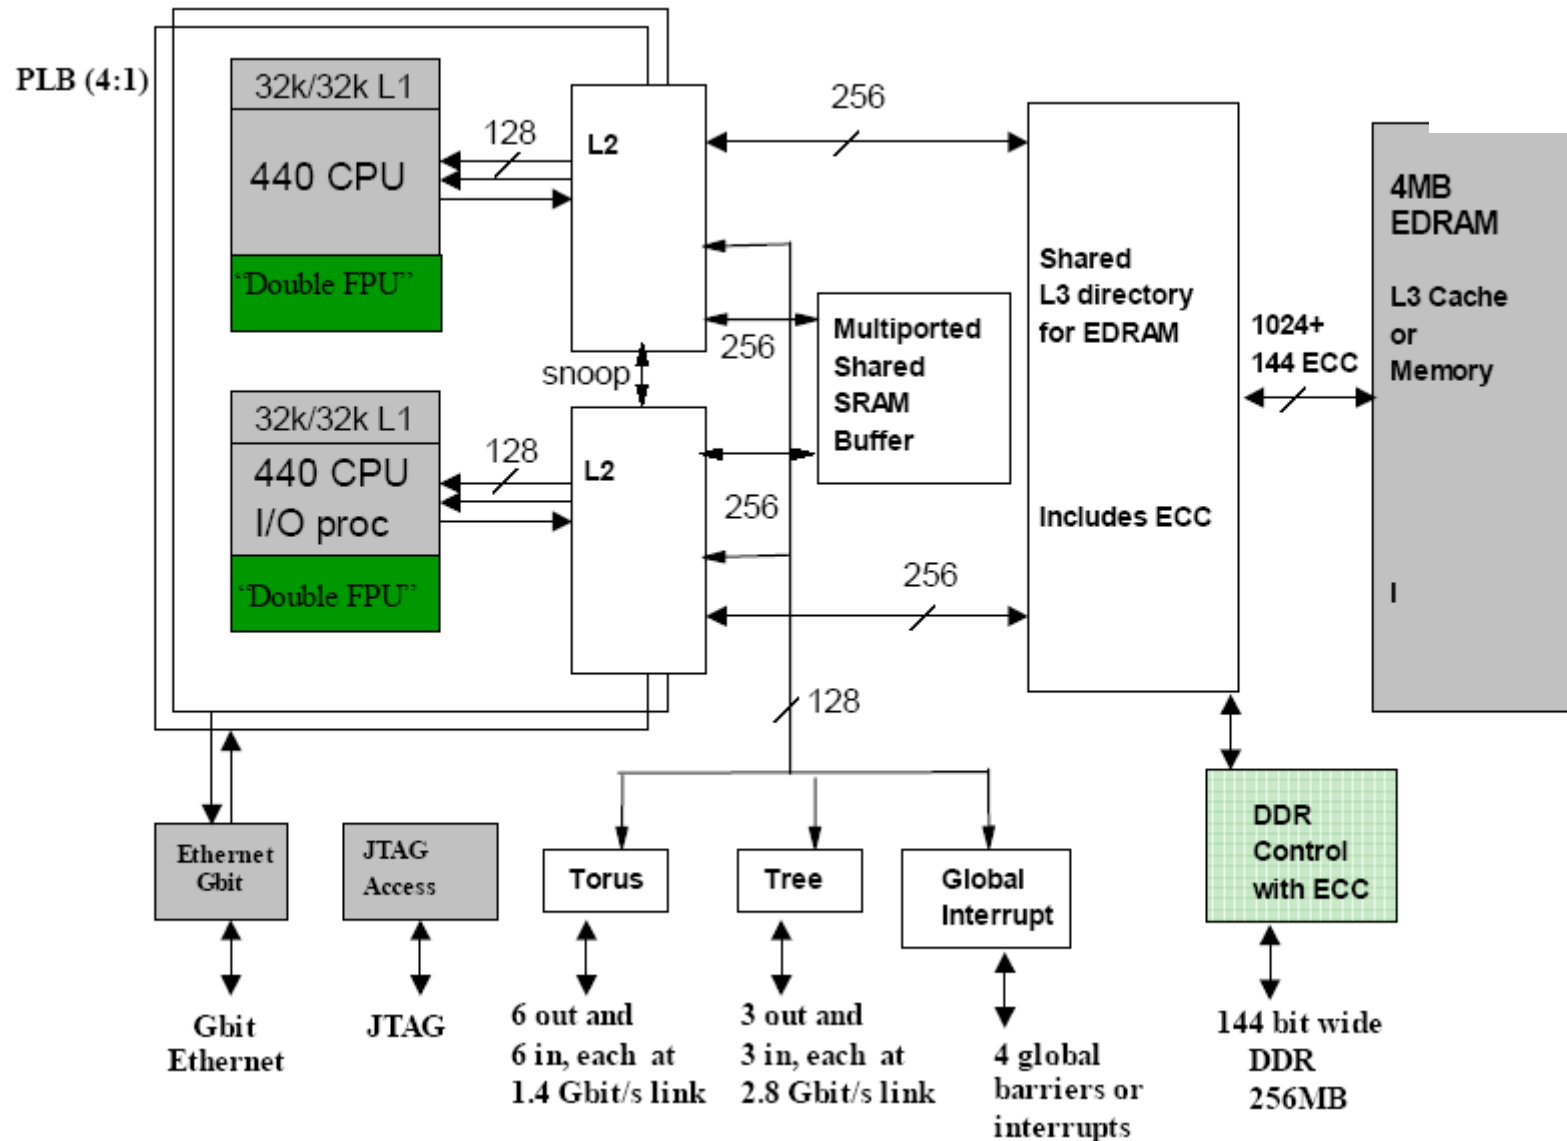 PLB (4:1)
32k/32k L1
440 CPU
“Double FPU”
128
L2
256
snoop
32k/32k L1
440 CPU
I/O proc
“Double FPU”
128
L2
256
256
Multiported
Shared
SRAM
Buffer
256
128
Shared
L3 directory
for EDRAM
Includes ECC
1024+
144 ECC
4MB
EDRAM
L3 Cache
or
Memory
l
Ethernet
Gbit
Gbit
Ethernet
JTAG
Access
JTAG
Torus
6 out and
6 in, each at
1.4 Gbit/s link
Tree
3 out and
3 in, each at
2.8 Gbit/s link
Global
Interrupt
4 global
barriers or
interrupts
DDR
Control
with ECC
144 bit wide
DDR
256MB